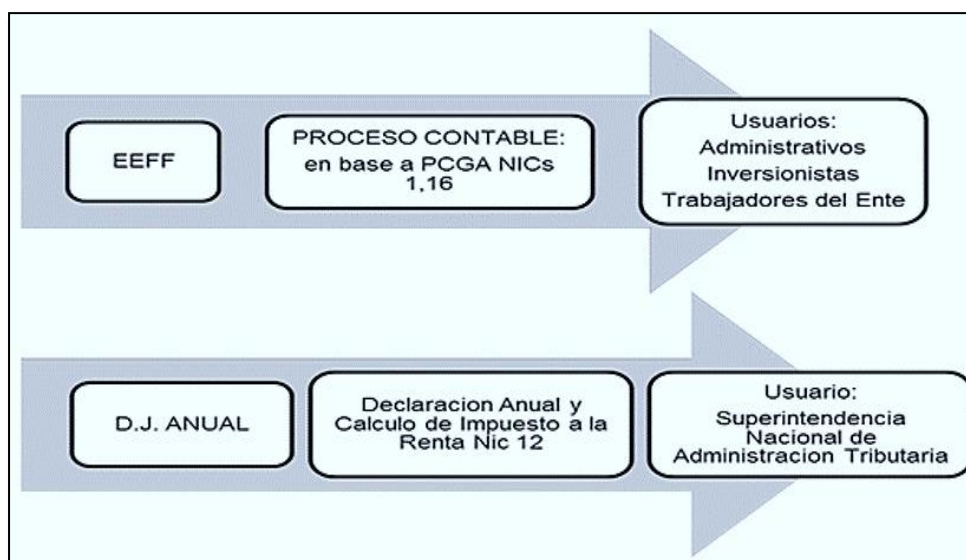 EEFF
PROCESO CONTABLE:
en base a PCGA NICs
1,16
Usuarios:
Administrativos
Inversionistas
Trabajadores del Ente
D.J. ANUAL
Declaracion Anual y
Calculo de Impuesto a la
Renta Nic 12
Usuario:
Superintendencia
Nacional de
Administracion Tributaria